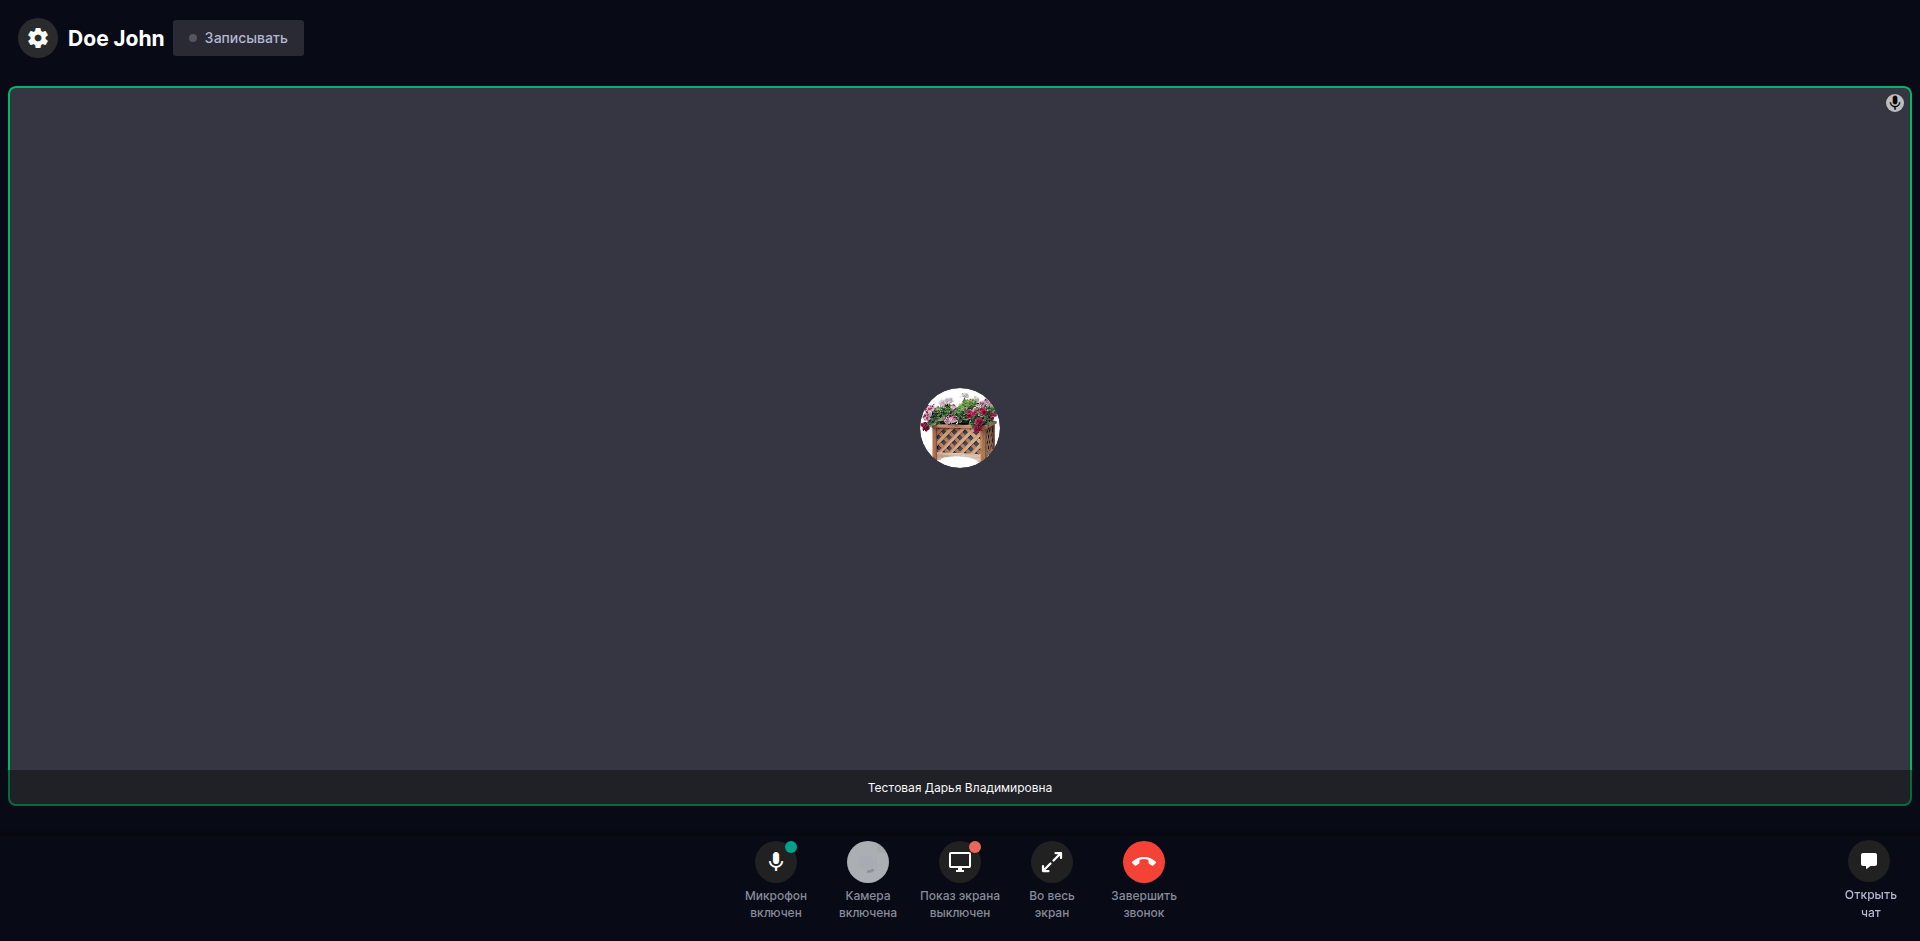 Doe John
Записывать
Тестовая Дарья Владимировна
Микрофон
включен
Камера
включена
Показ экрана
выключен
Во весь
экран
Завершить
звонок
Открыть
чат